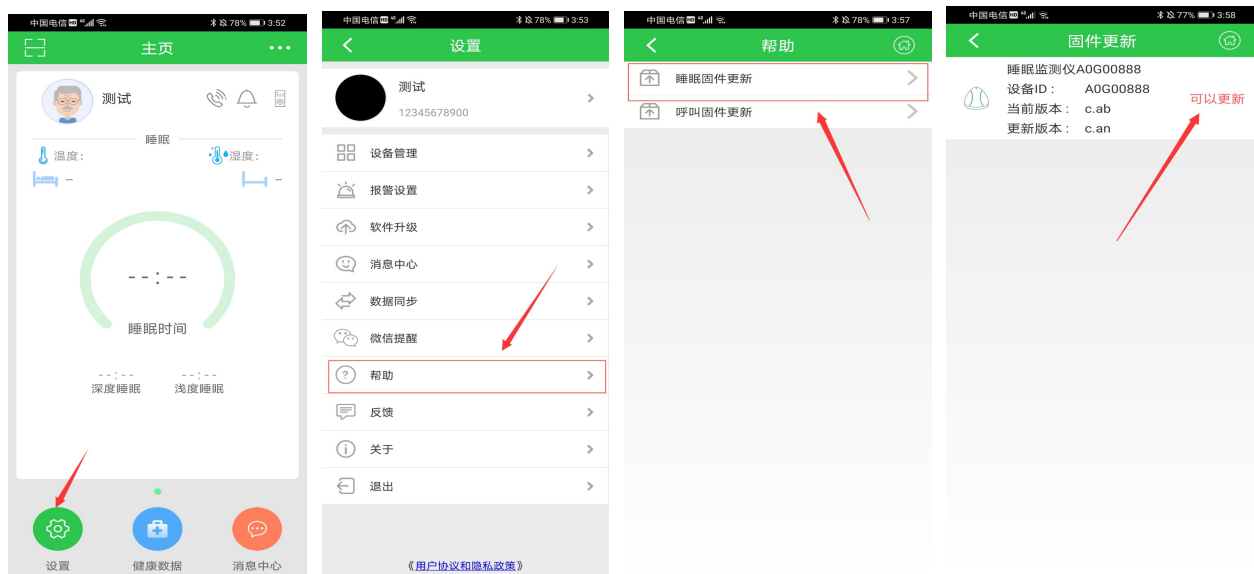 中国电信 78% 3:52
主页
测试
睡眠
温度: 湿度:
-- --
--:--
睡眠时间
--:-- --:--
深度睡眠 浅度睡眠
设置 健康数据 消息中心
中国电信 78% 3:53
设置
测试
12345678900
设备管理
报警设置
软件升级
消息中心
数据同步
微信提醒
帮助
反馈
关于
退出
《用户协议和隐私政策》
中国电信 78% 3:57
帮助
睡眠固件更新
呼叫固件更新
中国电信 77% 3:58
固件更新
睡眠监测仪A0G00888
设备ID： A0G00888
当前版本： c.ab
更新版本： c.an
可以更新